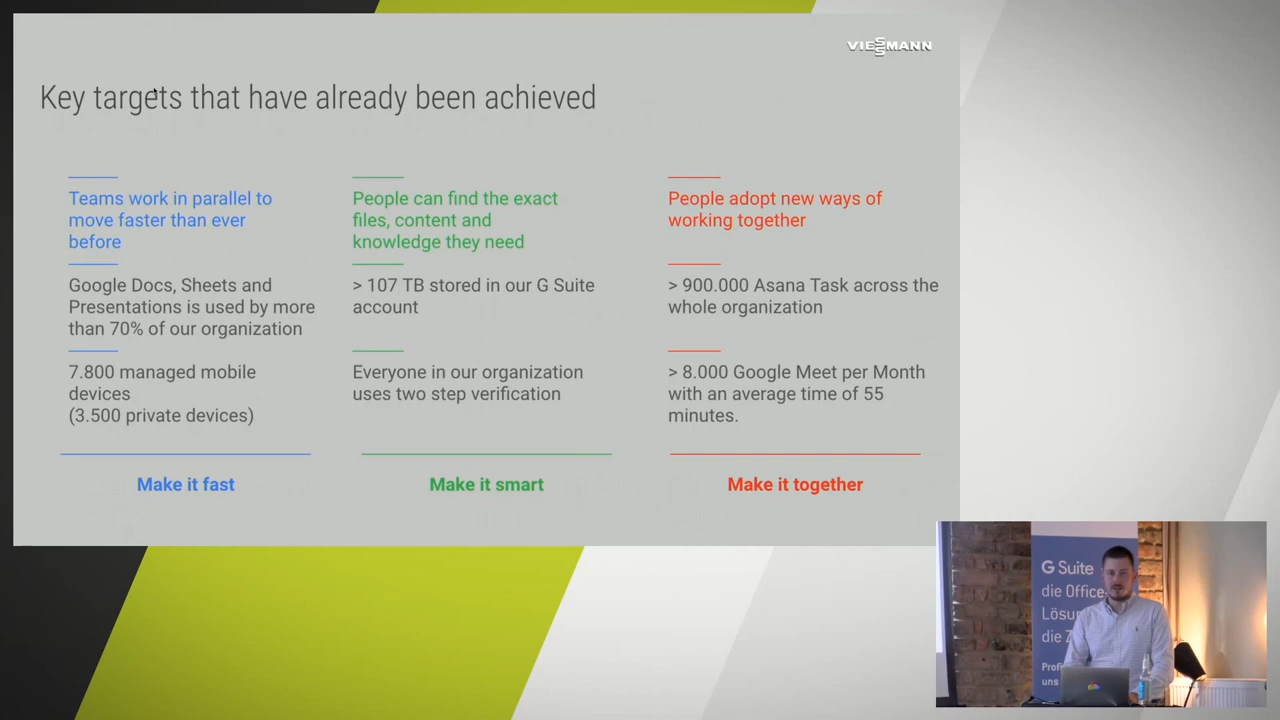 VIESSMANN
Key targets that have already been achieved
Teams work in parallel to
move faster than ever
before
Google Docs, Sheets and
Presentations is used by more
than 70% of our organization
7.800 managed mobile
devices
(3.500 private devices)
Make it fast
People can find the exact
files, content and
knowledge they need
> 107 TB stored in our G Suite
account
Everyone in our organization
uses two step verification
Make it smart
People adopt new ways of
working together
> 900.000 Asana Task across the
whole organization
> 8.000 Google Meet per Month
with an average time of 55
minutes.
Make it together
G Suite
die Office-
die
uns